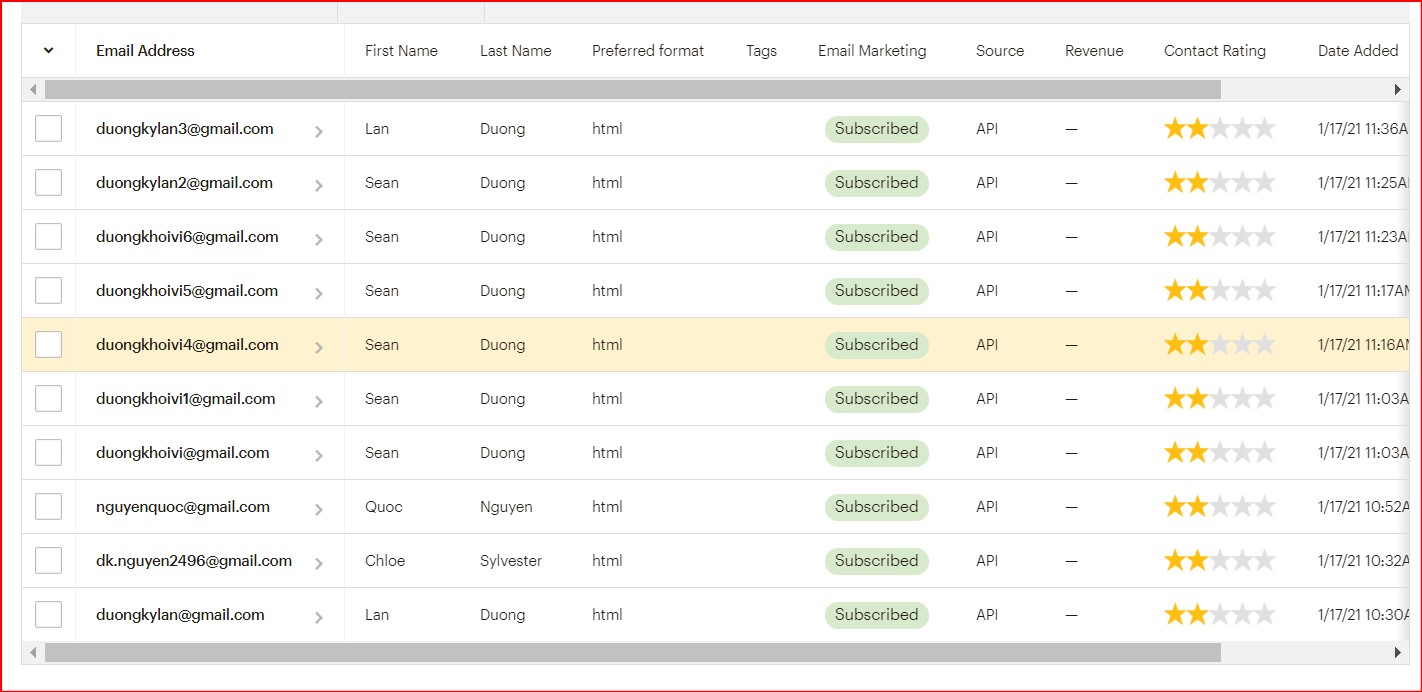 Email Address First Name Last Name Preferred format Tags Email Marketing Source Revenue Contact Rating Date Added
duongkylan3@gmail.com Lan Duong html Subscribed API — 1/17/21 11:36A
duongkylan2@gmail.com Sean Duong html Subscribed API — 1/17/21 11:25A
duongkhoivi6@gmail.com Sean Duong html Subscribed API — 1/17/21 11:23A
duongkhoivi5@gmail.com Sean Duong html Subscribed API — 1/17/21 11:17AM
duongkhoivi4@gmail.com Sean Duong html Subscribed API — 1/17/21 11:16AM
duongkhoivi1@gmail.com Sean Duong html Subscribed API — 1/17/21 11:03A
duongkhoivi@gmail.com Sean Duong html Subscribed API — 1/17/21 11:03A
nguyenquoc@gmail.com Quoc Nguyen html Subscribed API — 1/17/21 10:52A
dk.nguyen2496@gmail.com Chloe Sylvester html Subscribed API — 1/17/21 10:32A
duongkylan@gmail.com Lan Duong html Subscribed API — 1/17/21 10:30A